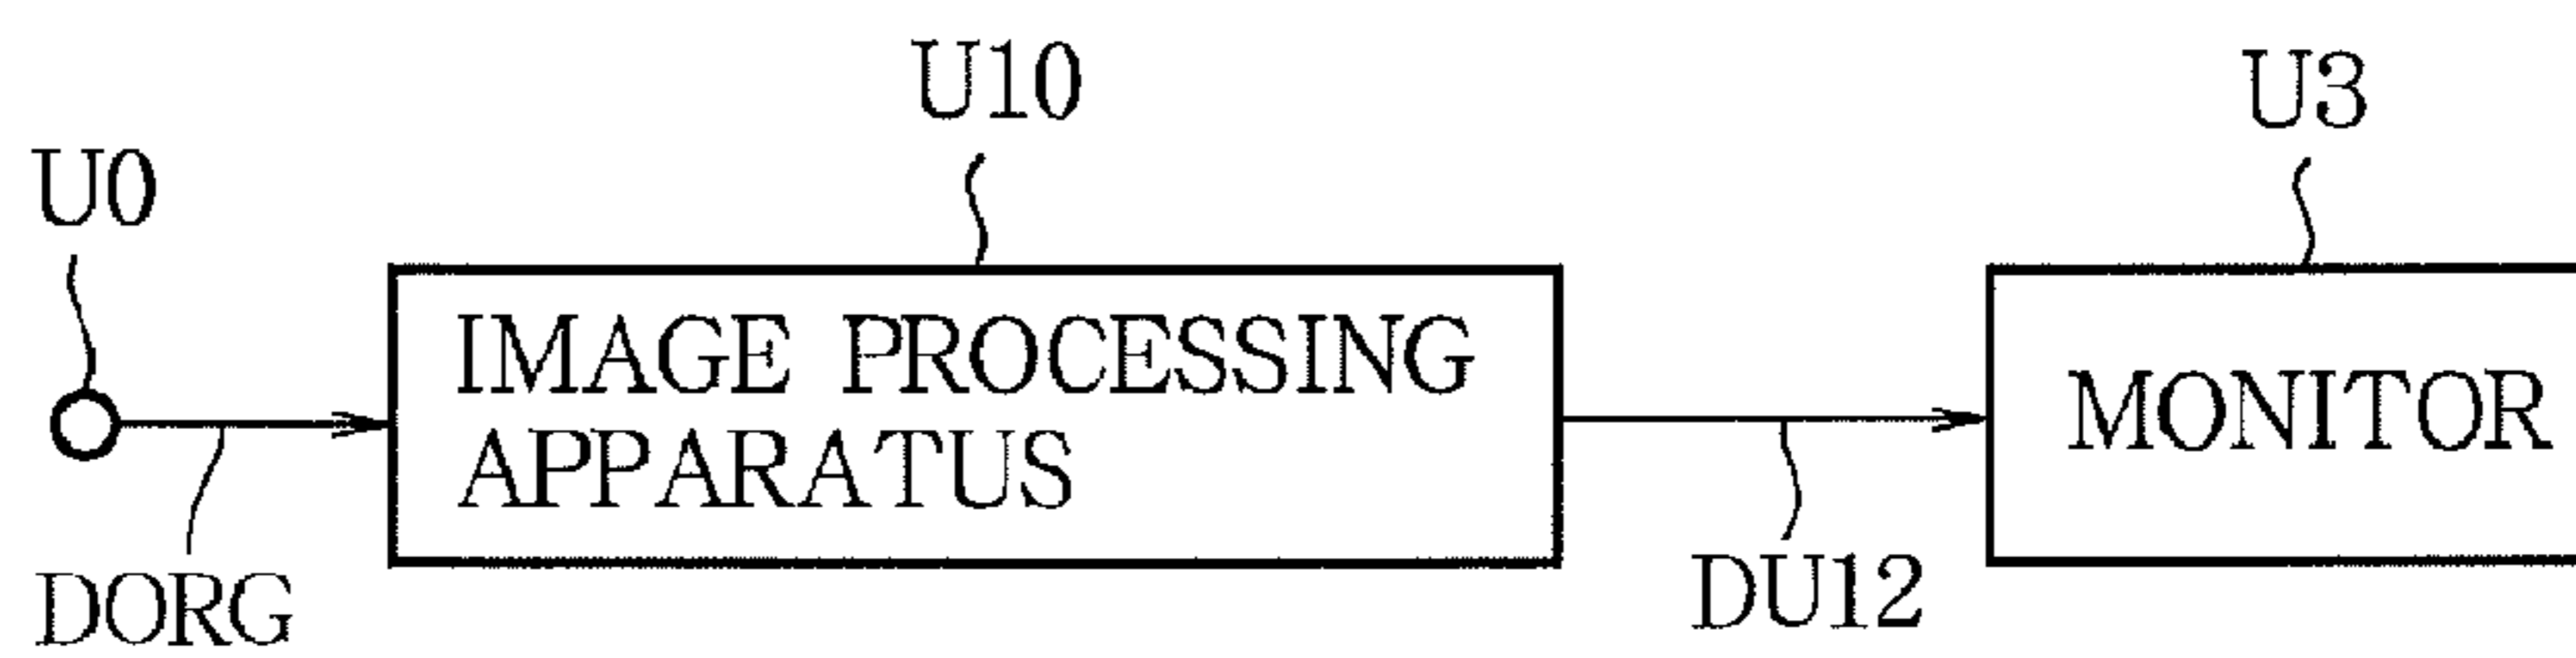 U10
U3
U0
IMAGE PROCESSING
APPARATUS
MONITOR
DORG
DU12